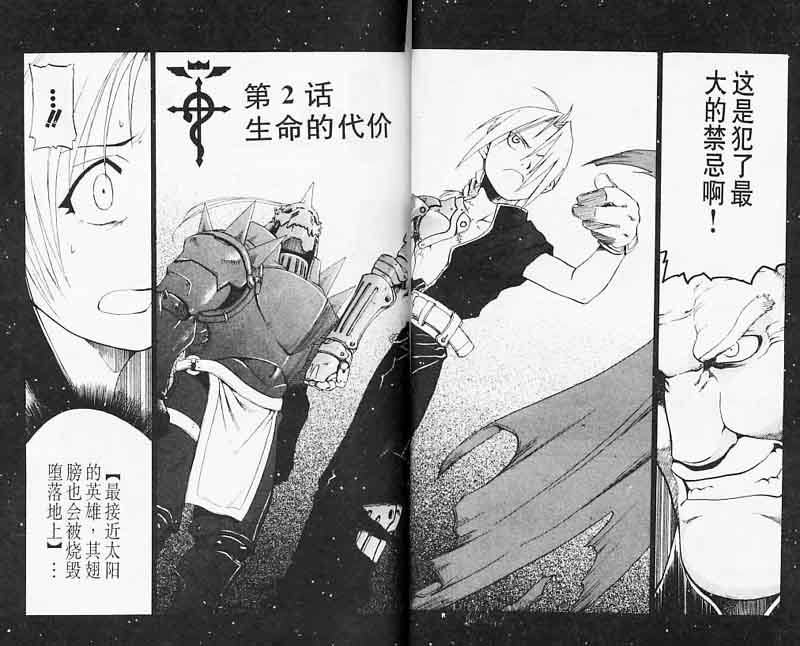 这是犯了最
大的禁忌啊！
第2话
生命的代价
…!!
【最接近太阳
的英雄，其翅
膀也会被烧毁
堕落地上】…